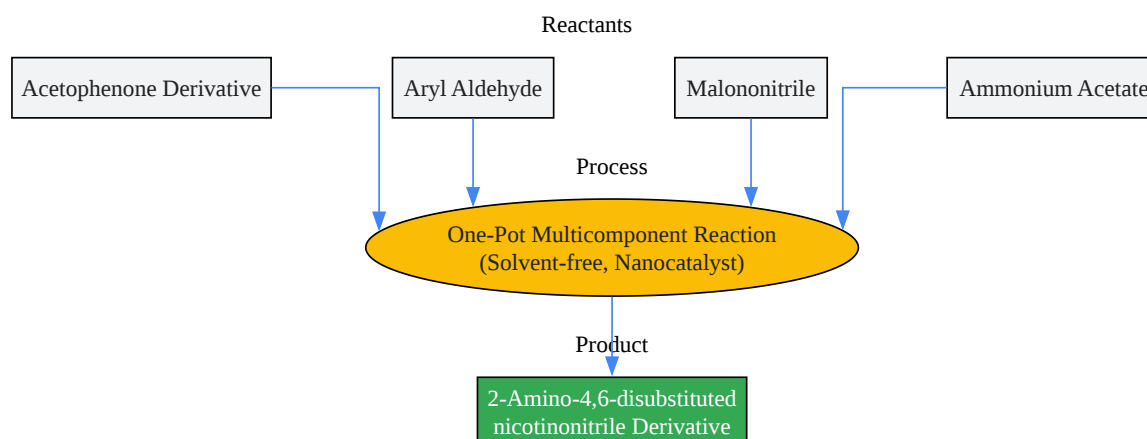 Reactants
Acetophenone Derivative
Aryl Aldehyde
Malononitrile
Ammonium Acetate
Process
One-Pot Multicomponent Reaction
(Solvent-free, Nanocatalyst)
Product
2-Amino-4,6-disubstituted
nicotinonitrile Derivative